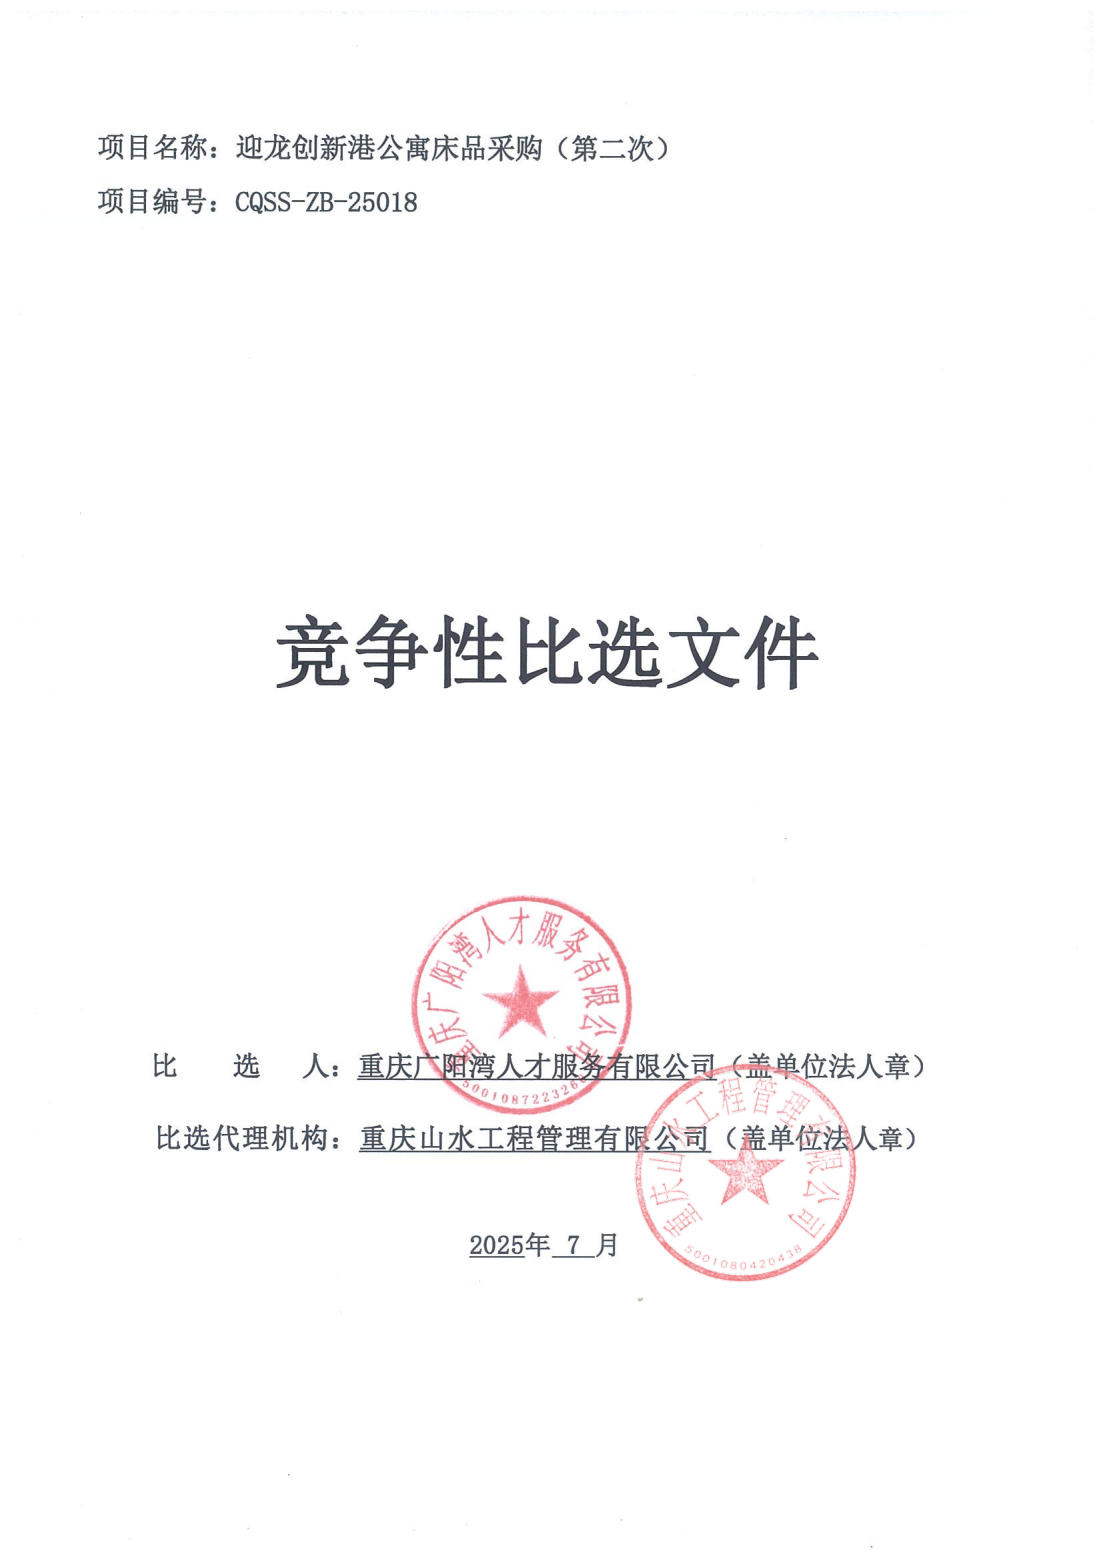 项目名称：迎龙创新港公寓床品采购（第二次）
项目编号：CQSS-ZB-25018
竞争性比选文件
重庆广阳湾人才服务有限公司
比 选 人：重庆广阳湾人才服务有限公司（盖单位法人章）
重庆山水工程管理有限公司
比选代理机构：重庆山水工程管理有限公司（盖单位法人章）
5001080420438
2025年 7 月